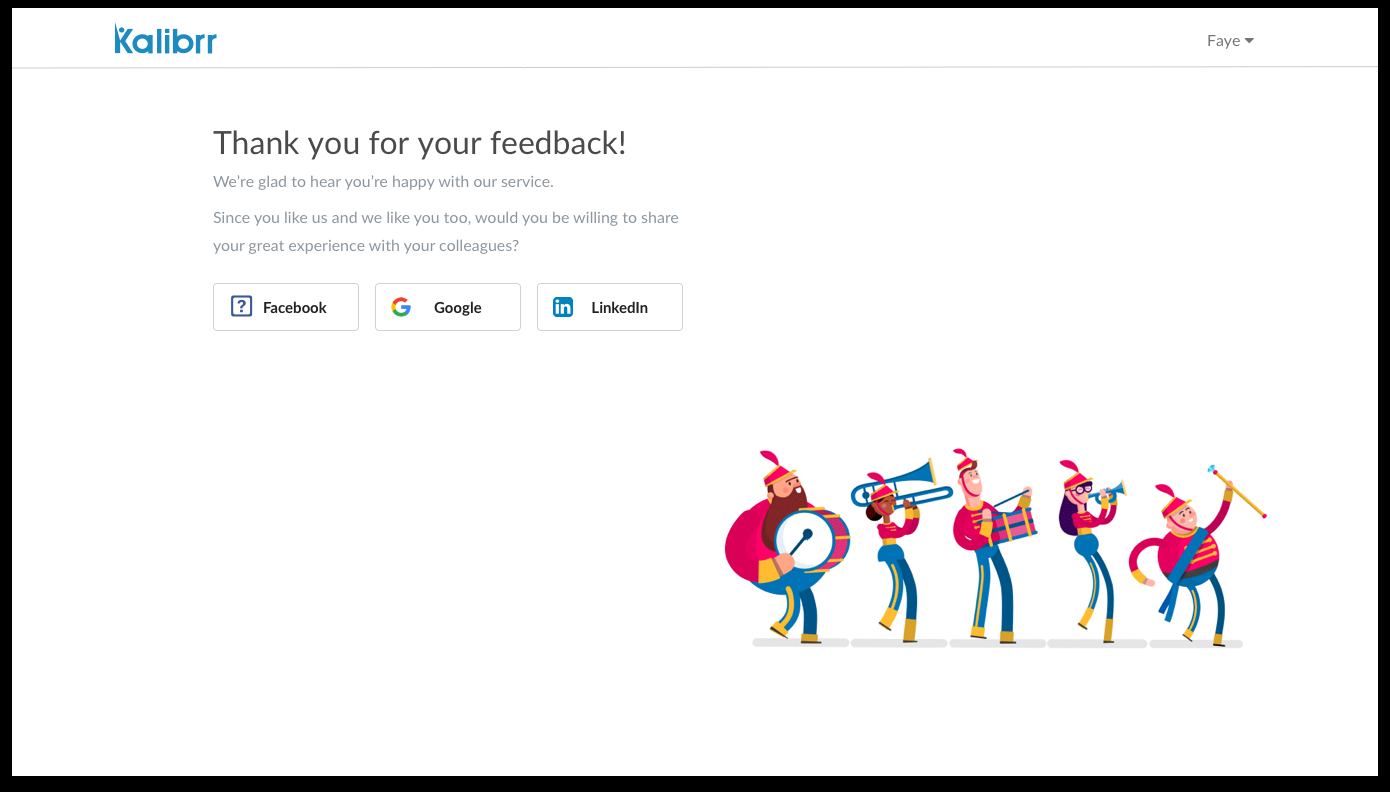 Kalibrr
Faye
Thank you for your feedback!
We’re glad to hear you’re happy with our service.
Since you like us and we like you too, would you be willing to share
your great experience with your colleagues?
? Facebook
G Google
in LinkedIn